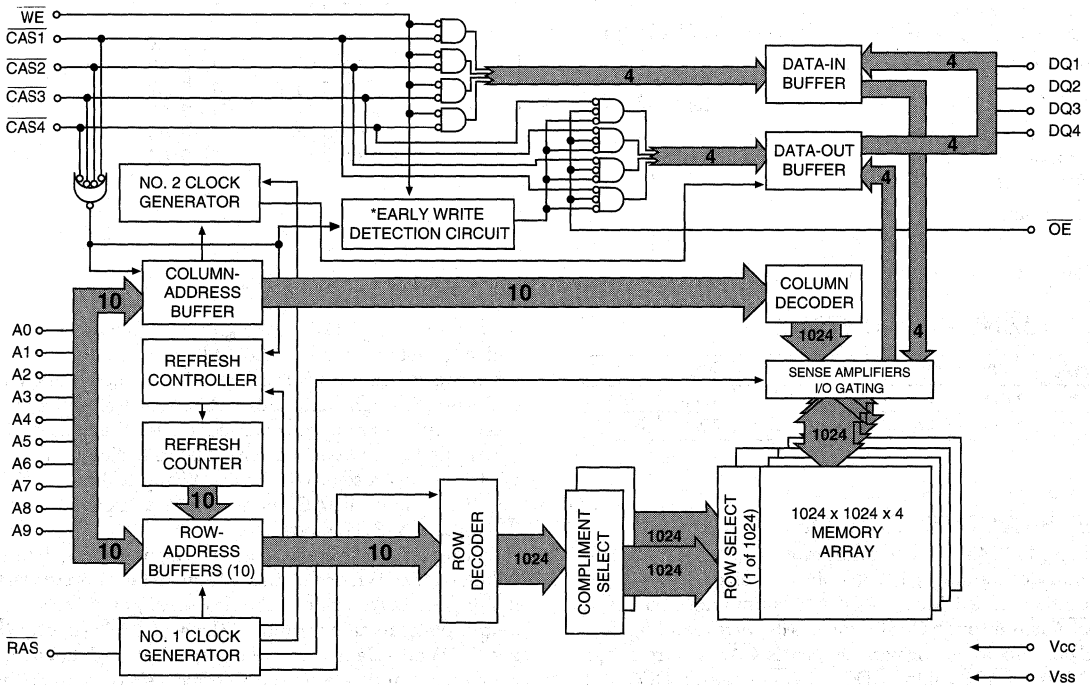 WE
CAS1
CAS2
CAS3
CAS4
4
DATA-IN
BUFFER
4
DQ1
DQ2
DQ3
DQ4
4
DATA-OUT
BUFFER
4
4
NO. 2 CLOCK
GENERATOR
*EARLY WRITE
DETECTION CIRCUIT
OE
COLUMN-
ADDRESS
BUFFER
10
10
COLUMN
DECODER
1024
4
A0
A1
A2
A3
A4
A5
A6
A7
A8
A9
REFRESH
CONTROLLER
SENSE AMPLIFIERS
I/O GATING
REFRESH
COUNTER
1024
10
10
ROW-
ADDRESS
BUFFERS (10)
10
ROW
DECODER
1024
COMPLIMENT
SELECT
1024
1024
ROW SELECT
(1 of 1024)
1024 x 1024 x 4
MEMORY
ARRAY
RAS
NO. 1 CLOCK
GENERATOR
Vcc
Vss